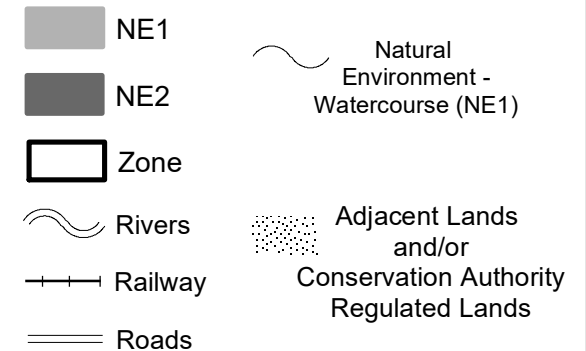 NE1
NE2
Zone
Rivers
Railway
Roads
Natural
Environment -
Watercourse (NE1)
Adjacent Lands
and/or
Conservation Authority
Regulated Lands